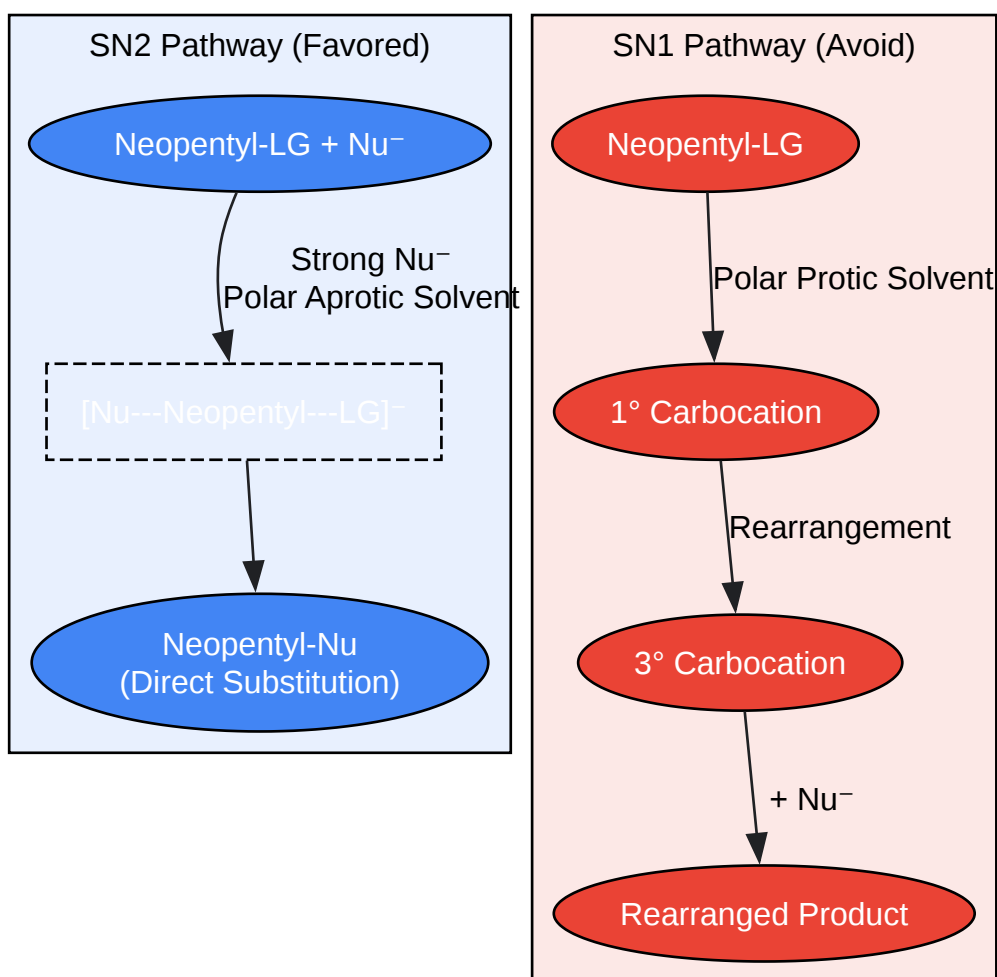 SN2 Pathway (Favored)
Neopentyl-LG + Nu⁻
Strong Nu⁻
Polar Aprotic Solvent
[Nu---Neopentyl---LG]⁻
Neopentyl-Nu
(Direct Substitution)
SN1 Pathway (Avoid)
Neopentyl-LG
Polar Protic Solvent
1° Carbocation
Rearrangement
3° Carbocation
+ Nu⁻
Rearranged Product